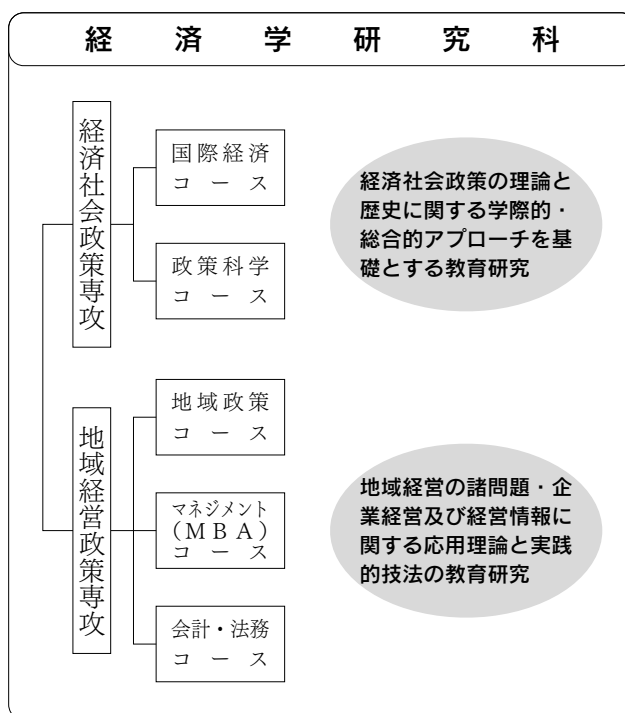 経済学研究科
経済社会政策専攻
国際経済
コース
政策科学
コース
経済社会政策の理論と
歴史に関する学際的・
総合的アプローチを基
礎とする教育研究
地域経営政策専攻
地域政策
コース
マネジメント
(MBA)
コース
会計・法務
コース
地域経営の諸問題・企
業経営及び経営情報に
関する応用理論と実践
的技法の教育研究